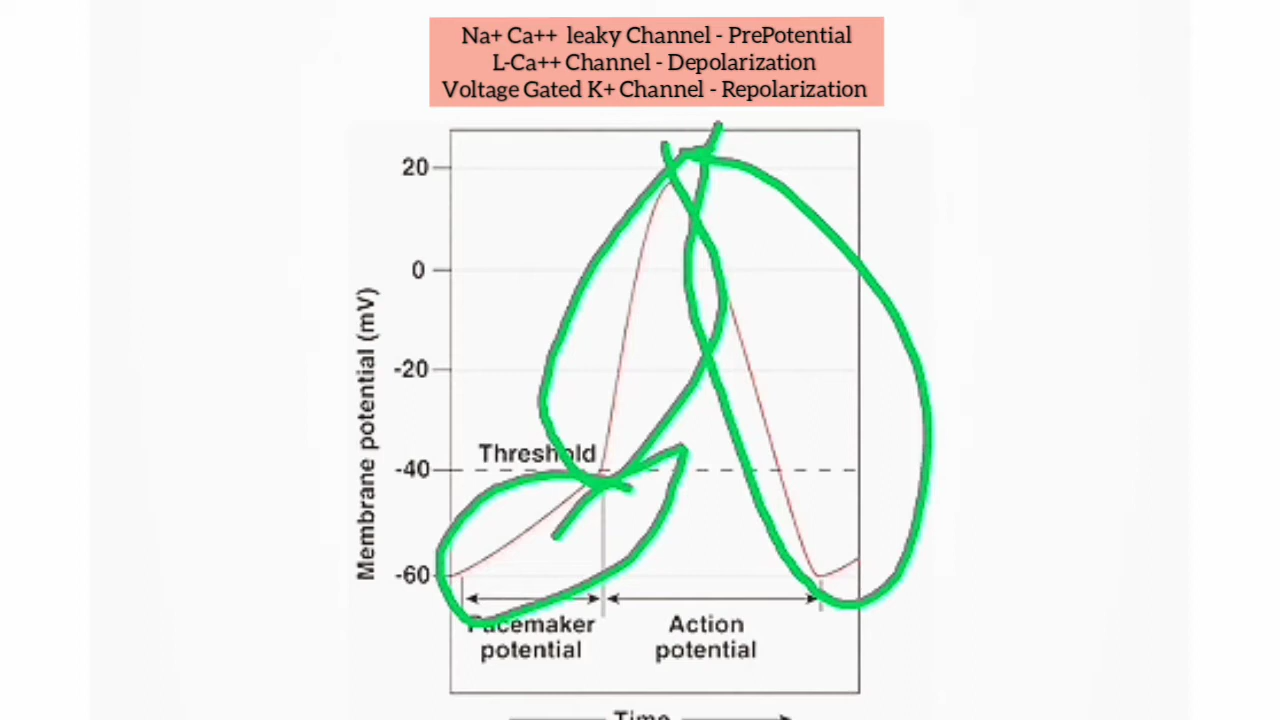 Na+ Ca++ leaky Channel - PrePotential
L-Ca++ Channel - Depolarization
Voltage Gated K+ Channel - Repolarization
20
0
-20
-40
-60
Membrane potential (mV)
Threshold
Pacemaker
potential
Action
potential
Time